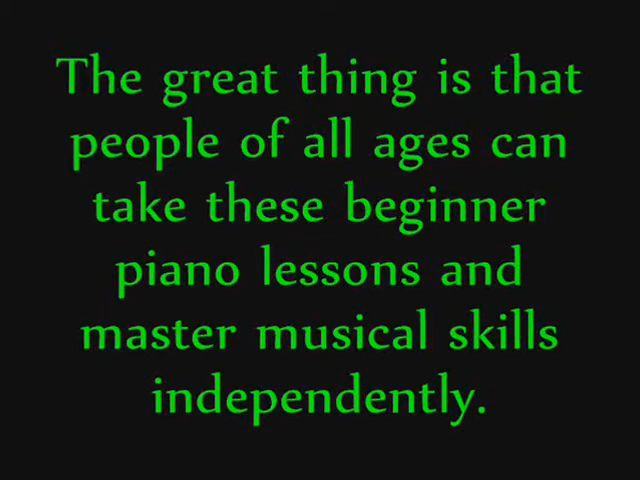 The great thing is that
people of all ages can
take these beginner
piano lessons and
master musical skills
independently.